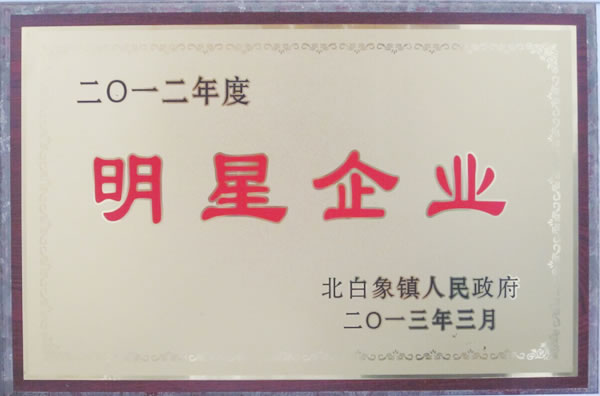 二〇一二年度
明星企业
北白象镇人民政府
二〇一三年三月